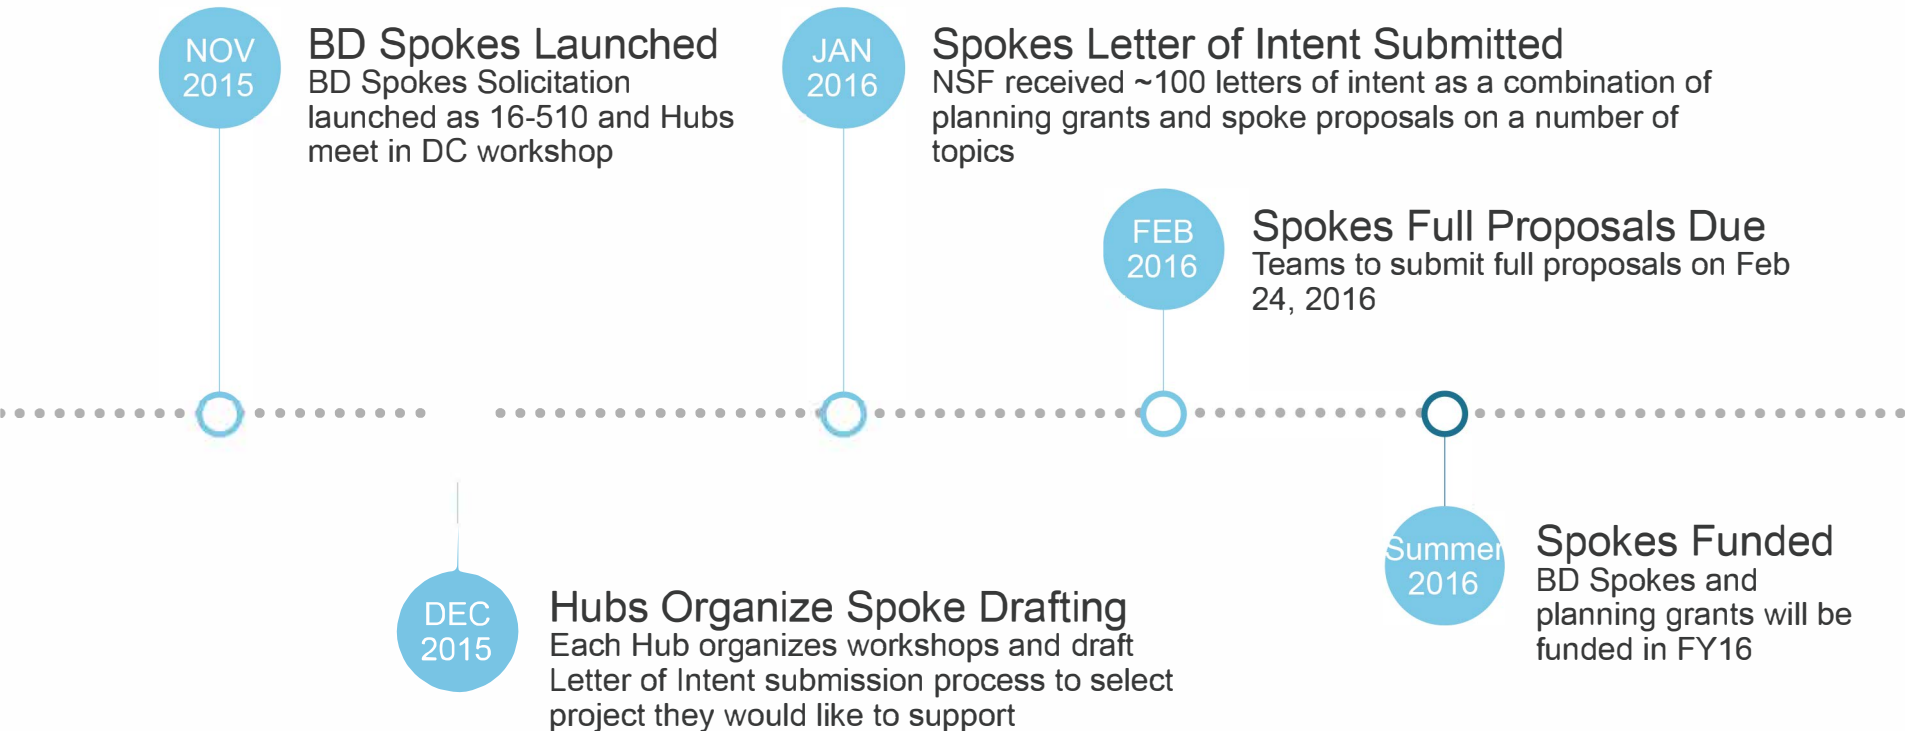 NOV
2015
BD Spokes Launched
BD Spokes Solicitation
launched as 16-510 and Hubs
meet in DC workshop
JAN
2016
Spokes Letter of Intent Submitted
NSF received ~100 letters of intent as a combination of
planning grants and spoke proposals on a number of
topics
FEB
2016
Spokes Full Proposals Due
Teams to submit full proposals on Feb
24, 2016
DEC
2015
Hubs Organize Spoke Drafting
Each Hub organizes workshops and draft
Letter of Intent submission process to select
project they would like to support
Summer
2016
Spokes Funded
BD Spokes and
planning grants will be
funded in FY16